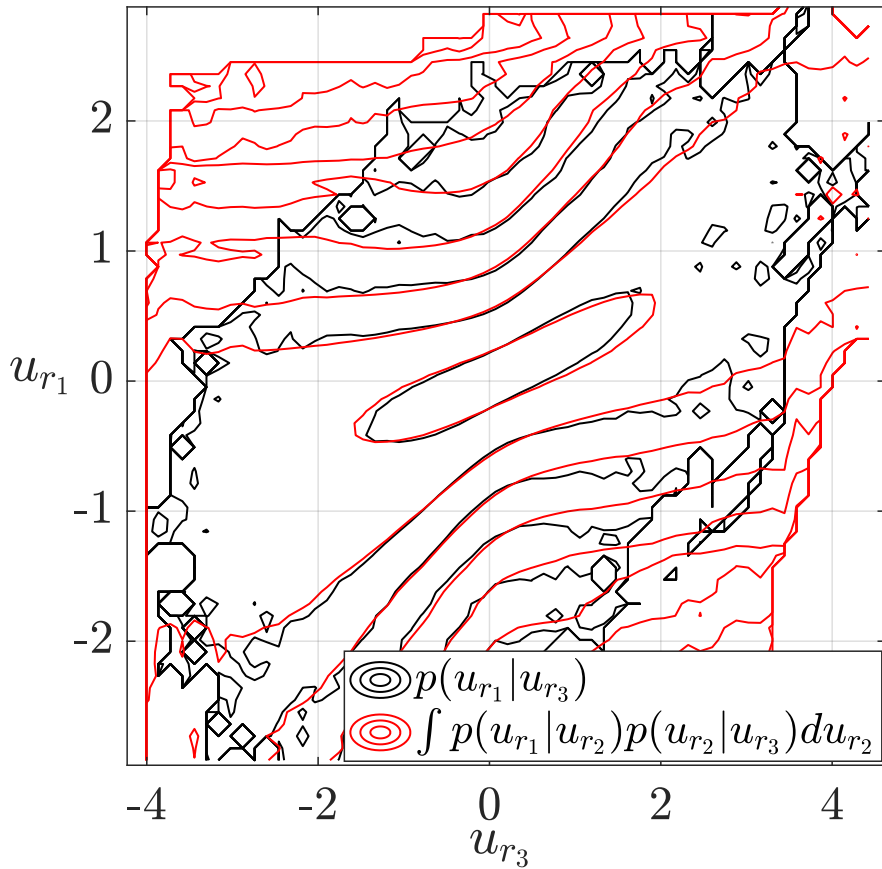 2
1
u_{r_1} 0
-1
-2
p(u_{r_1}|u_{r_3})
∫ p(u_{r_1}|u_{r_2})p(u_{r_2}|u_{r_3})du_{r_2}
-4 -2 0 2 4
u_{r_3}